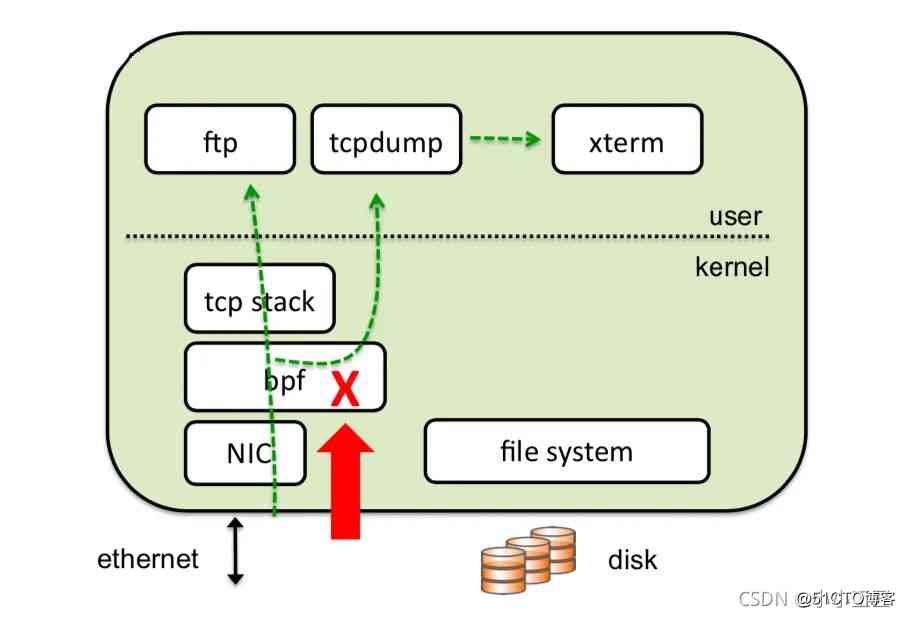 ftp
tcpdump
xterm
user
kernel
tcp stack
bpf
X
NIC
file system
ethernet
disk
CSDN
@51CTO博客